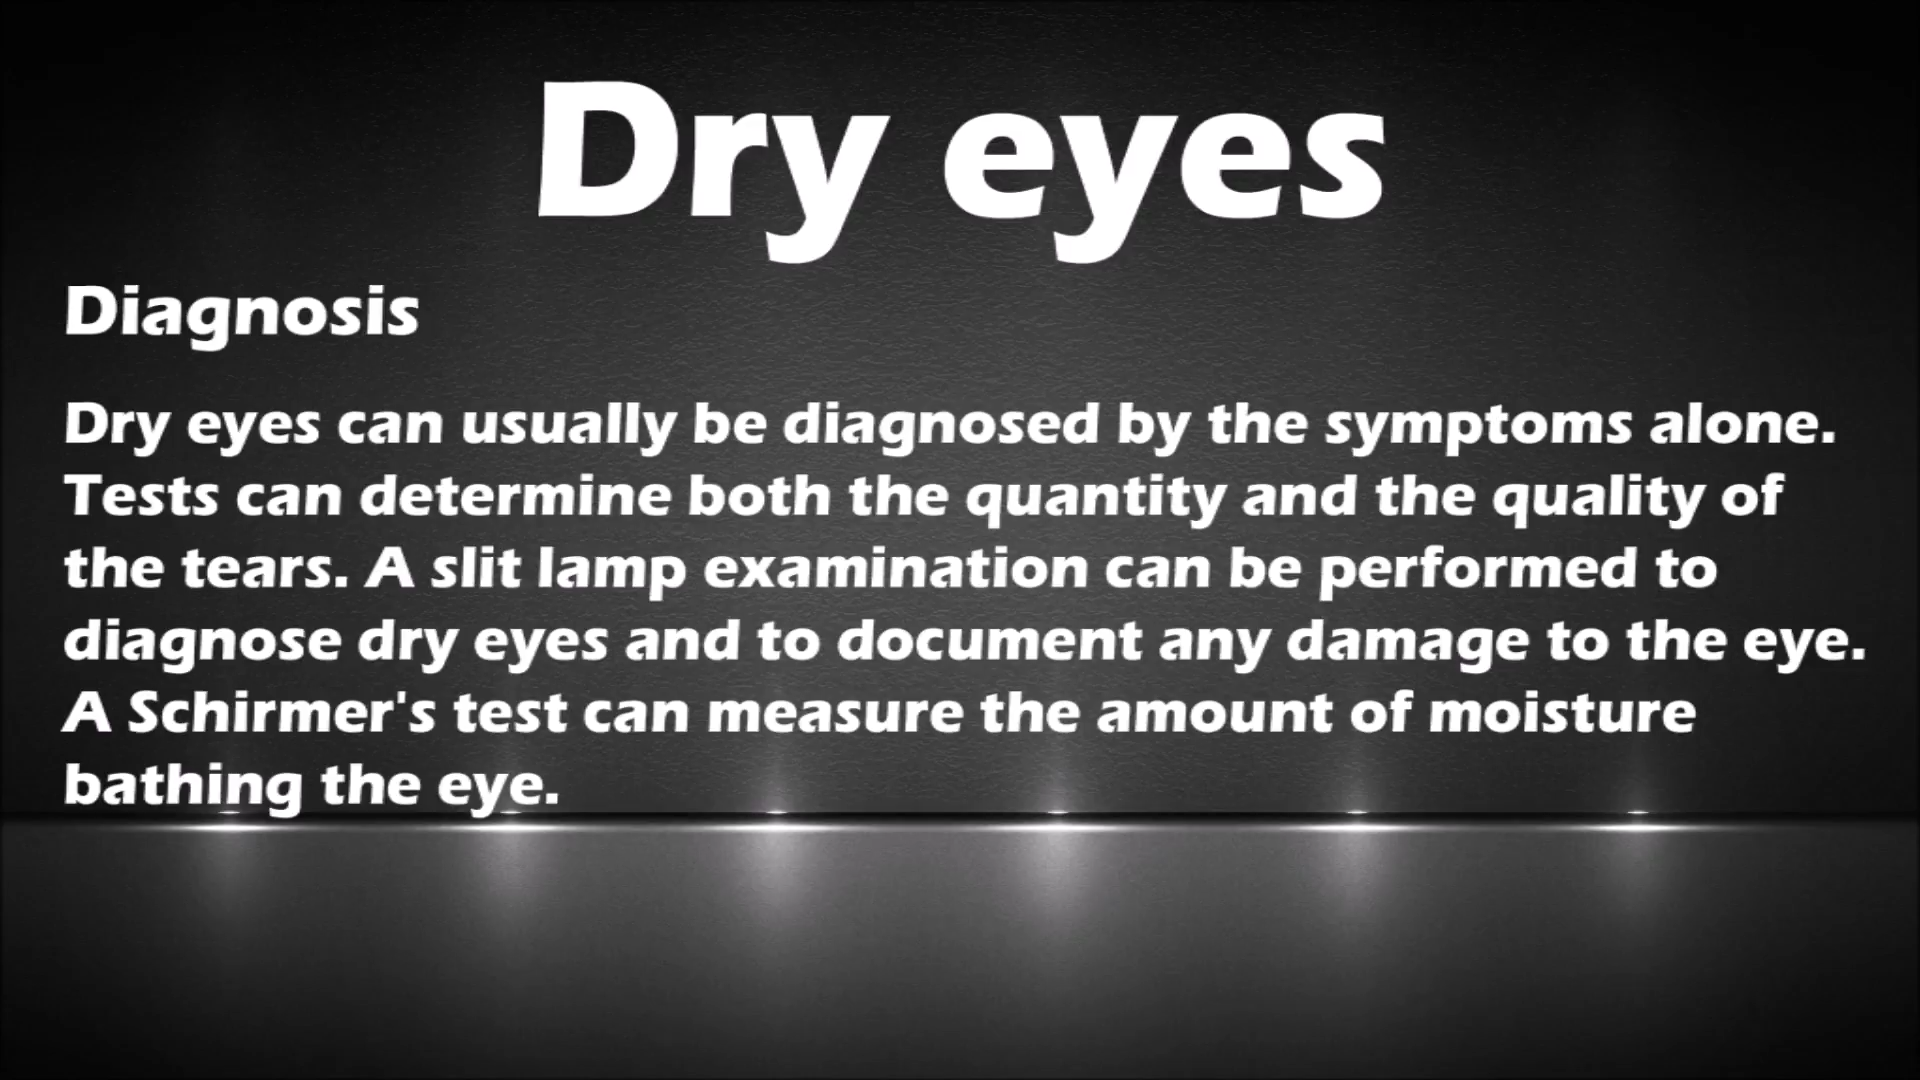 Dry eyes
Diagnosis
Dry eyes can usually be diagnosed by the symptoms alone.
Tests can determine both the quantity and the quality of
the tears. A slit lamp examination can be performed to
diagnose dry eyes and to document any damage to the eye.
A Schirmer's test can measure the amount of moisture
bathing the eye.